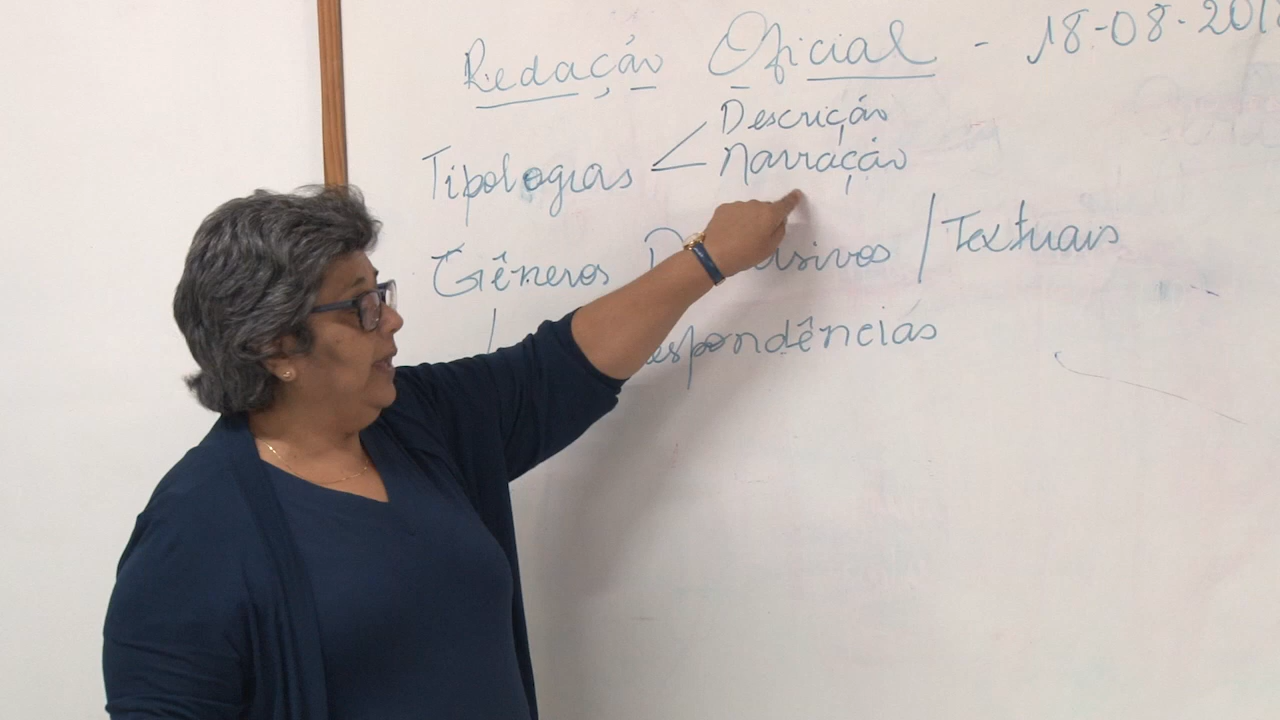 Redação Oficial - 18-08-201
Descrição
Tipologias < Narração
Gêneros / Textuais